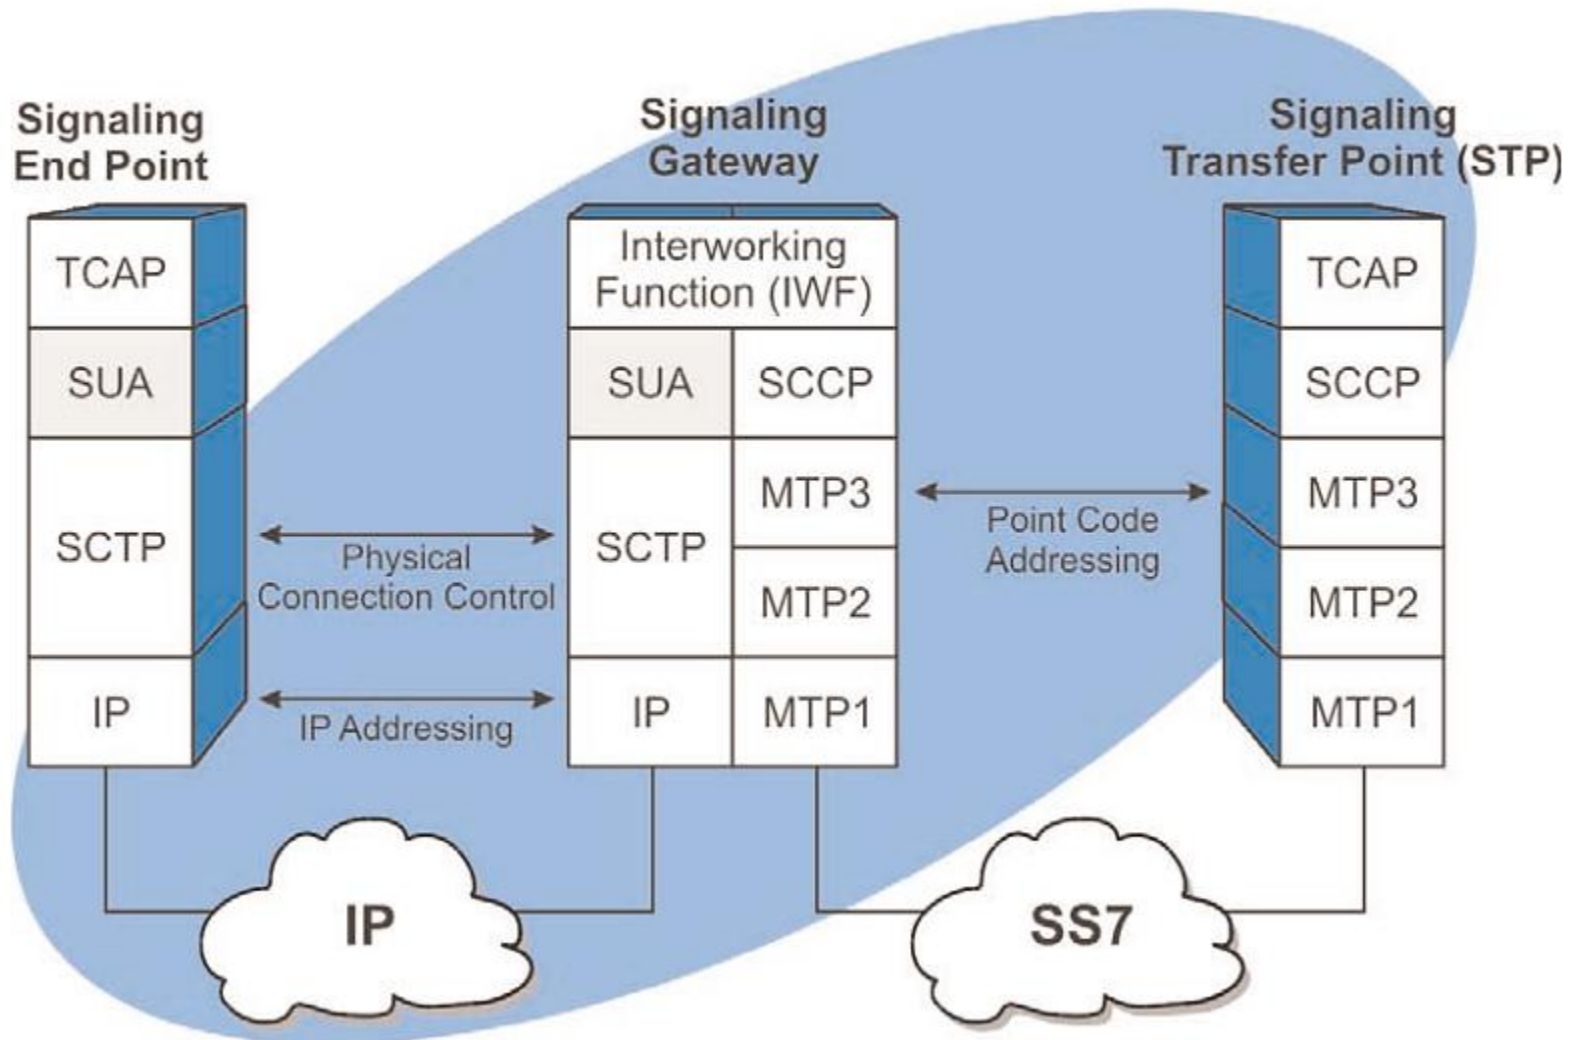 Signaling
End Point
Signaling
Gateway
Signaling
Transfer Point (STP)
TCAP
SUA
SCTP
IP
Physical
Connection Control
IP Addressing
Interworking
Function (IWF)
SUA
SCCP
SCTP
MTP3
MTP2
IP
MTP1
Point Code
Addressing
TCAP
SCCP
MTP3
MTP2
MTP1
IP
SS7